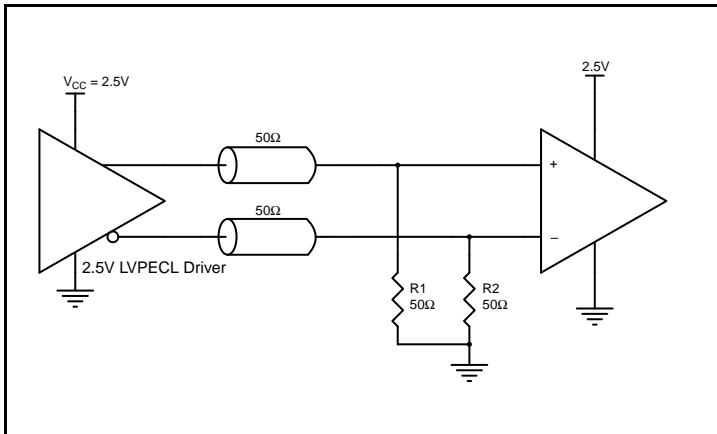 V_CC = 2.5V
2.5V
50Ω
+
50Ω
–
2.5V LVPECL Driver
R1
50Ω
R2
50Ω